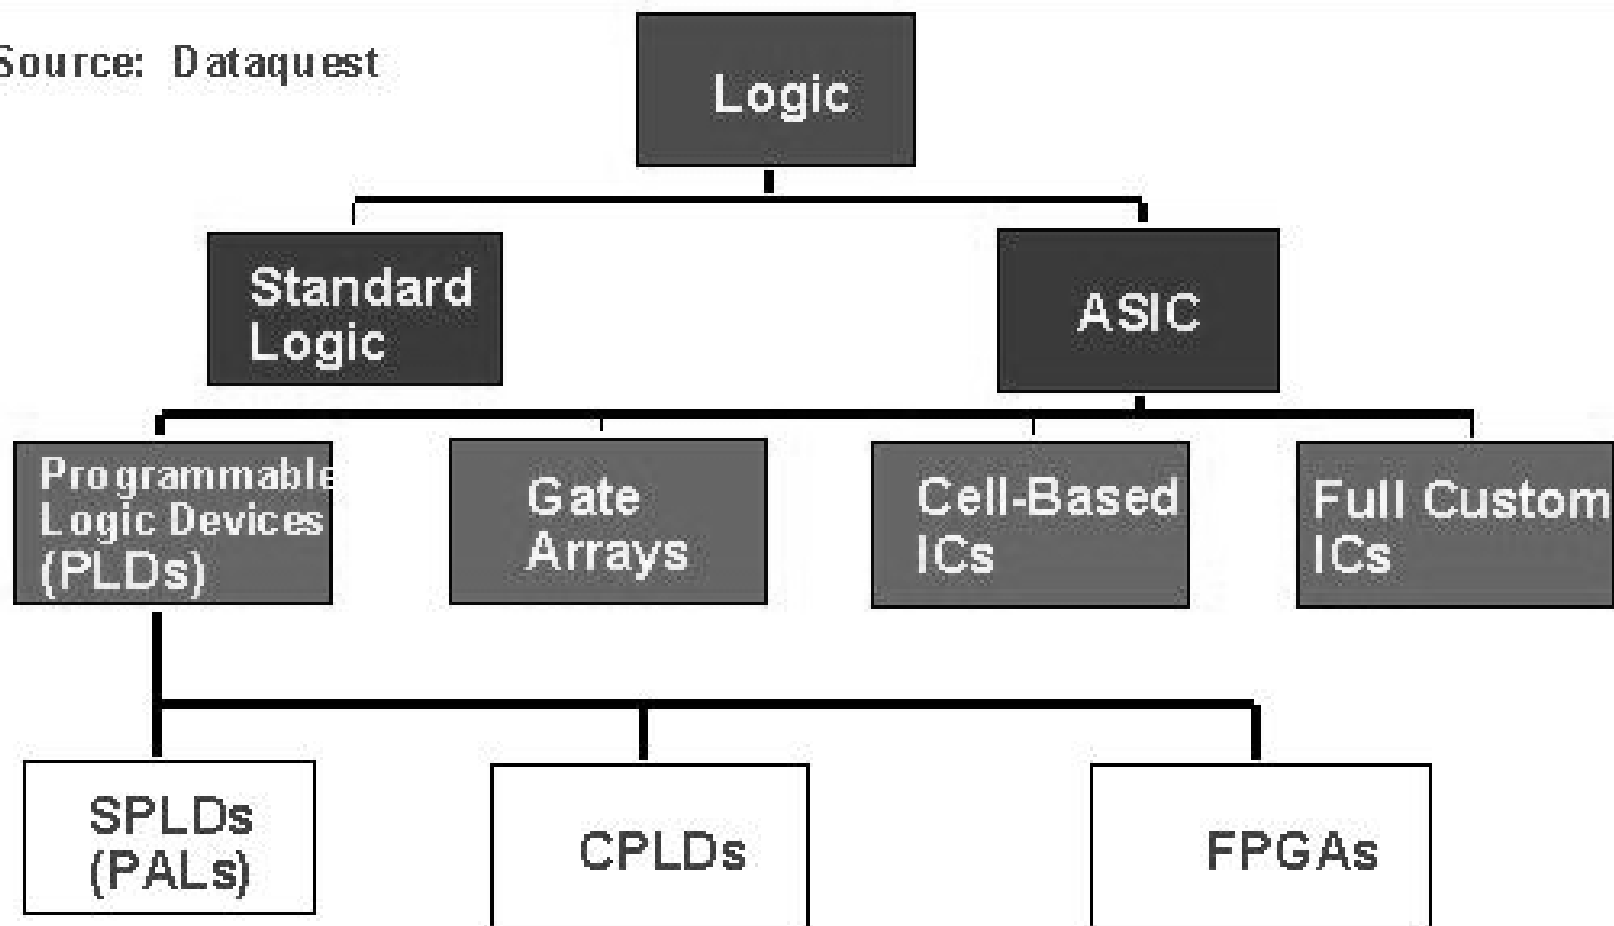 Source: Dataquest
Logic
Standard
Logic
ASIC
Programmable
Logic Devices
(PLDs)
Gate
Arrays
Cell-Based
ICs
Full Custom
ICs
SPLDs
(PALs)
CPLDs
FPGAs